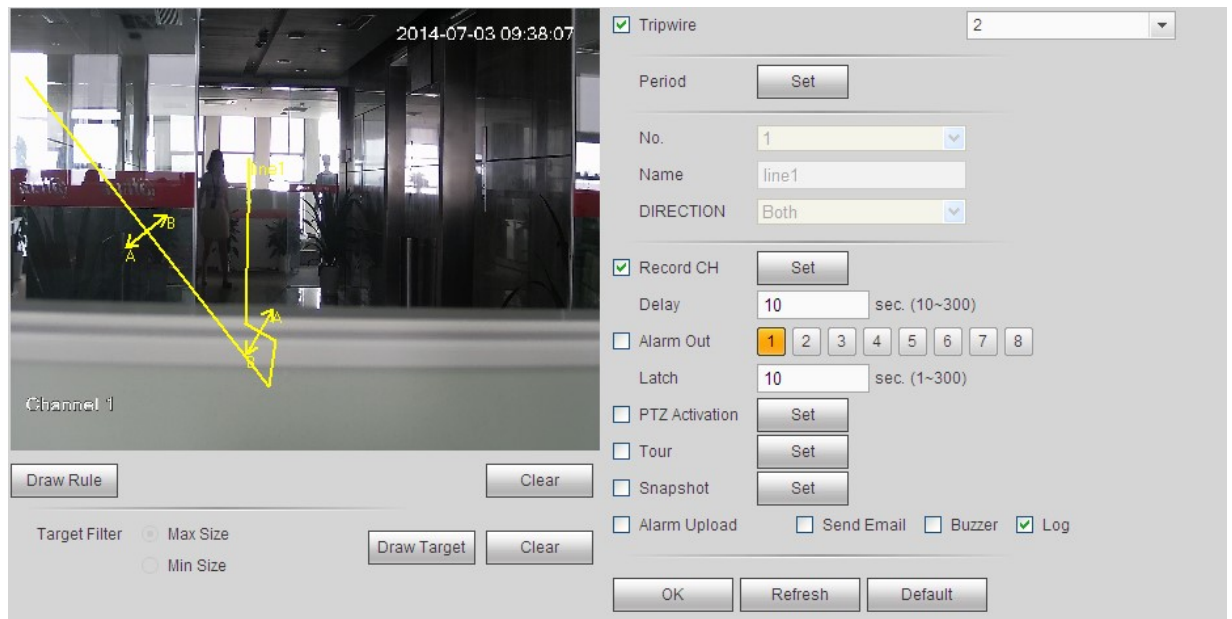 2014-07-03 09:38:07
line1
B
A
A
B
Channel 1
Draw Rule Clear
Target Filter Max Size
Min Size
Draw Target Clear
Tripwire 2
Period Set
No. 1
Name line1
DIRECTION Both
Record CH Set
Delay 10 sec. (10~300)
Alarm Out 1 2 3 4 5 6 7 8
Latch 10 sec. (1~300)
PTZ Activation Set
Tour Set
Snapshot Set
Alarm Upload Send Email Buzzer Log
OK Refresh Default